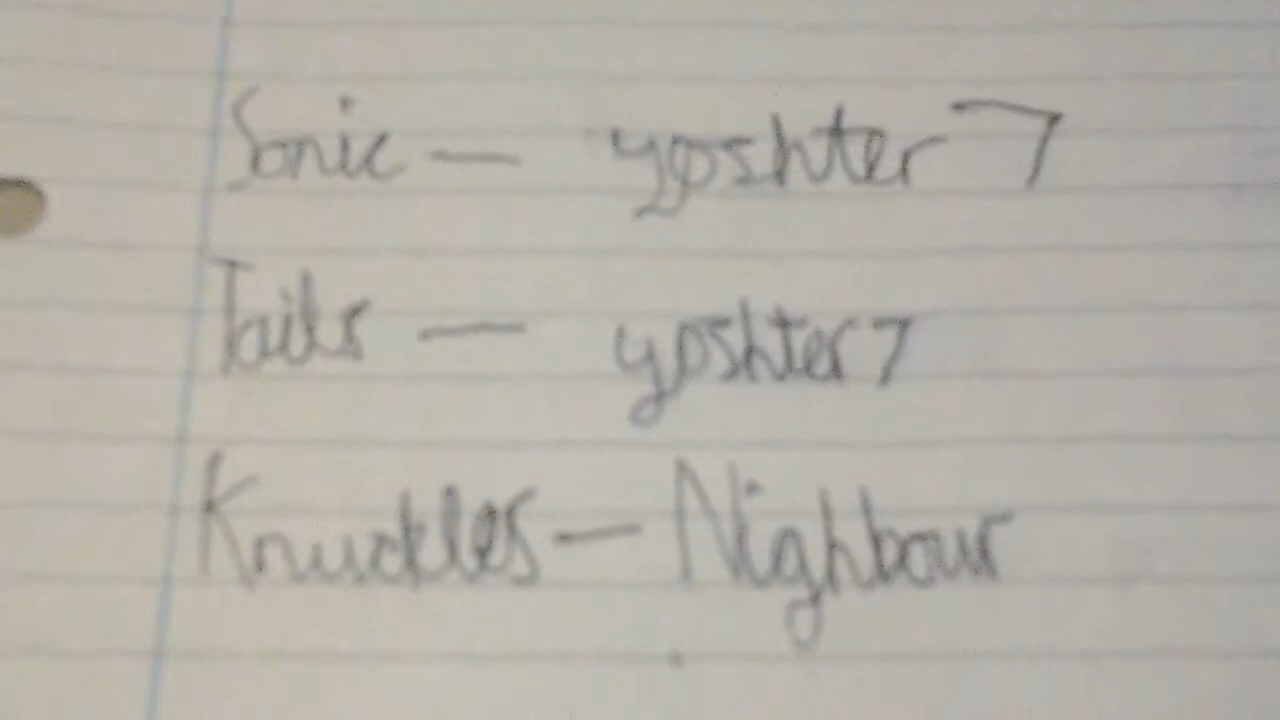 Sonic — yoshter 7
Tails — yoshter 7
Knuckles — Nighbour